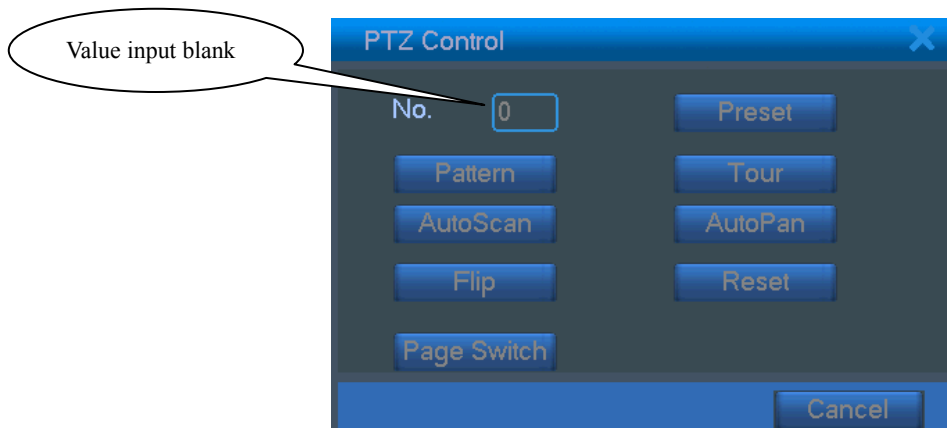 Value input blank
PTZ Control
No. 0 Preset
Pattern Tour
AutoScan AutoPan
Flip Reset
Page Switch
Cancel